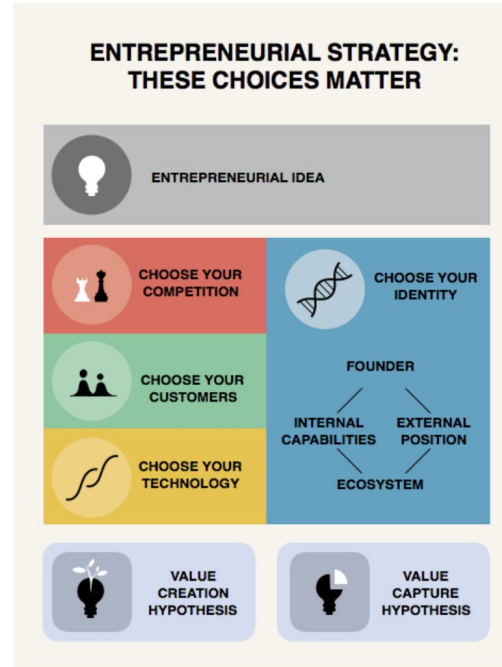 ENTREPRENEURIAL STRATEGY:
THESE CHOICES MATTER
ENTREPRENEURIAL IDEA
CHOOSE YOUR
COMPETITION
CHOOSE YOUR
CUSTOMERS
CHOOSE YOUR
TECHNOLOGY
CHOOSE YOUR
IDENTITY
FOUNDER
INTERNAL
CAPABILITIES
EXTERNAL
POSITION
ECOSYSTEM
VALUE
CREATION
HYPOTHESIS
VALUE
CAPTURE
HYPOTHESIS